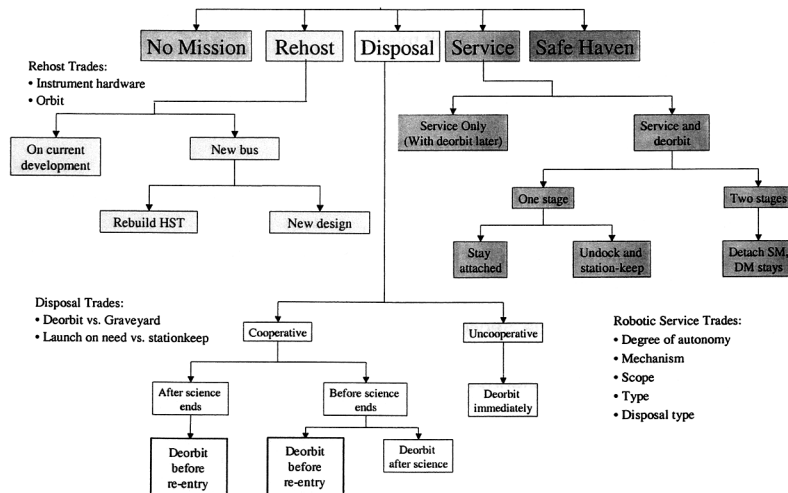 No Mission
Rehost
Disposal
Service
Safe Haven
Rehost Trades:
• Instrument hardware
• Orbit
On current
development
New bus
Rebuild HST
New design
Service Only
(With deorbit later)
Service and
deorbit
One stage
Two stages
Stay
attached
Undock and
station-keep
Detach SM,
DM stays
Disposal Trades:
• Deorbit vs. Graveyard
• Launch on need vs. stationkeep
Cooperative
Uncooperative
After science
ends
Before science
ends
Deorbit
immediately
Deorbit
before
re-entry
Deorbit
before
re-entry
Deorbit
after science
Robotic Service Trades:
• Degree of autonomy
• Mechanism
• Scope
• Type
• Disposal type